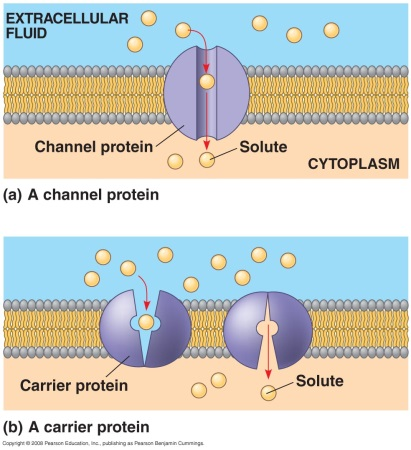 EXTRACELLULAR
FLUID
Channel protein
Solute
CYTOPLASM
(a) A channel protein
Carrier protein
Solute
(b) A carrier protein
Copyright © 2008 Pearson Education, Inc., publishing as Pearson Benjamin Cummings.